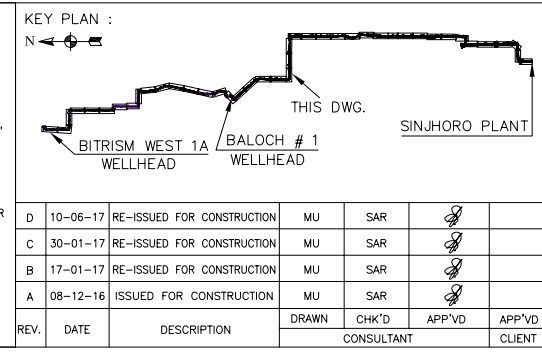 KEY PLAN :
N
THIS DWG.
SINJHORO PLANT
BITRISM WEST 1A
WELLHEAD
BALOCH # 1
WELLHEAD
,
R
D 10-06-17 RE-ISSUED FOR CONSTRUCTION MU SAR
C 30-01-17 RE-ISSUED FOR CONSTRUCTION MU SAR
B 17-01-17 RE-ISSUED FOR CONSTRUCTION MU SAR
A 08-12-16 ISSUED FOR CONSTRUCTION MU SAR
REV. DATE DESCRIPTION DRAWN CHK'D APP'VD APP'VD
CONSULTANT CLIENT